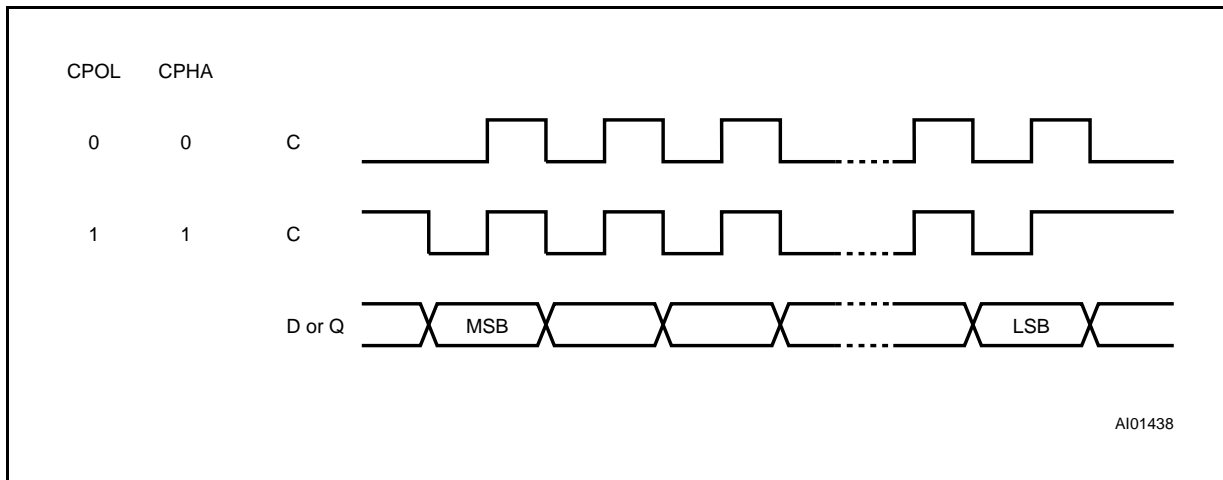 CPOL CPHA
0 0 C
1 1 C
D or Q MSB LSB
AI01438